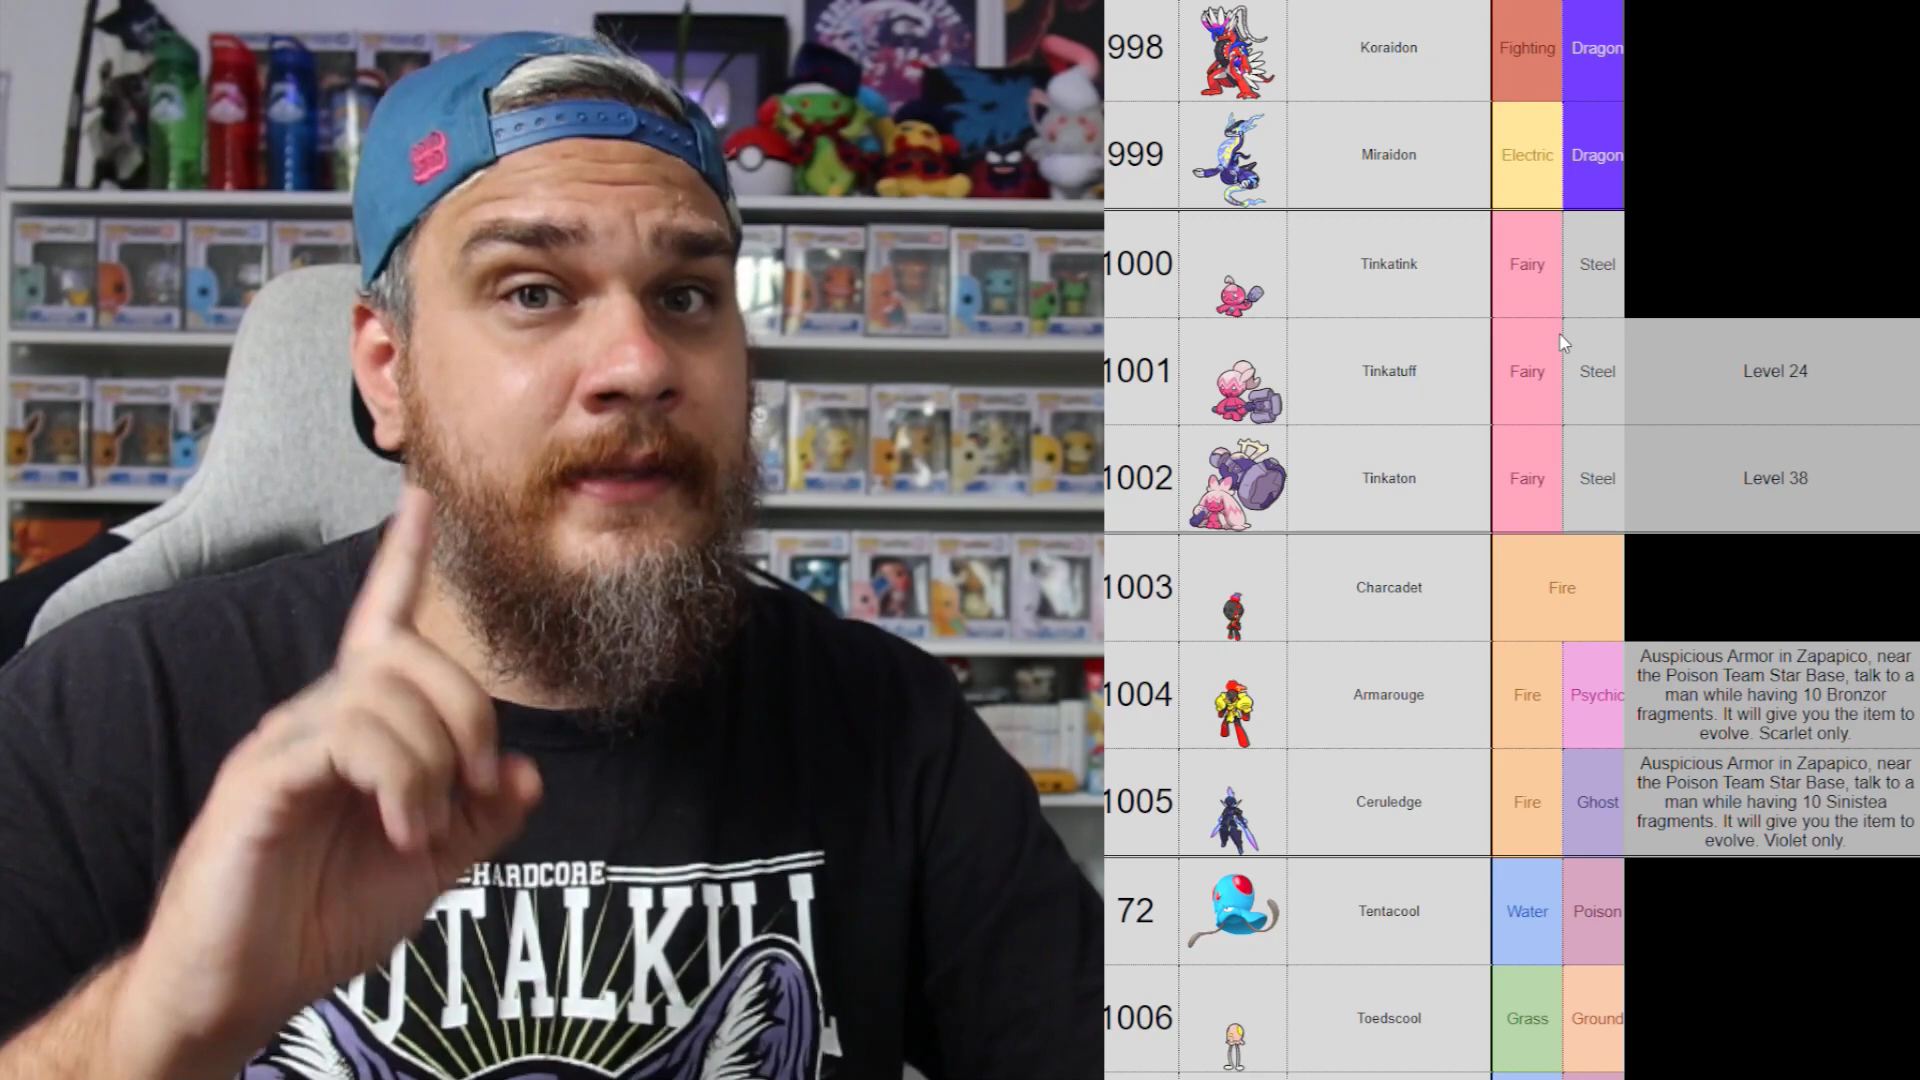 998 Koraidon Fighting Dragon
999 Miraidon Electric Dragon
1000 Tinkatink Fairy Steel
1001 Tinkatuff Fairy Steel Level 24
1002 Tinkaton Fairy Steel Level 38
1003 Charcadet Fire
1004 Armarouge Fire Psychic
Auspicious Armor in Zapapico, near
the Poison Team Star Base, talk to a
man while having 10 Bronzor
fragments. It will give you the item to
evolve. Scarlet only.
1005 Ceruledge Fire Ghost
Auspicious Armor in Zapapico, near
the Poison Team Star Base, talk to a
man while having 10 Sinistea
fragments. It will give you the item to
evolve. Violet only.
72 Tentacool Water Poison
1006 Toedscool Grass Ground
HARDCORE